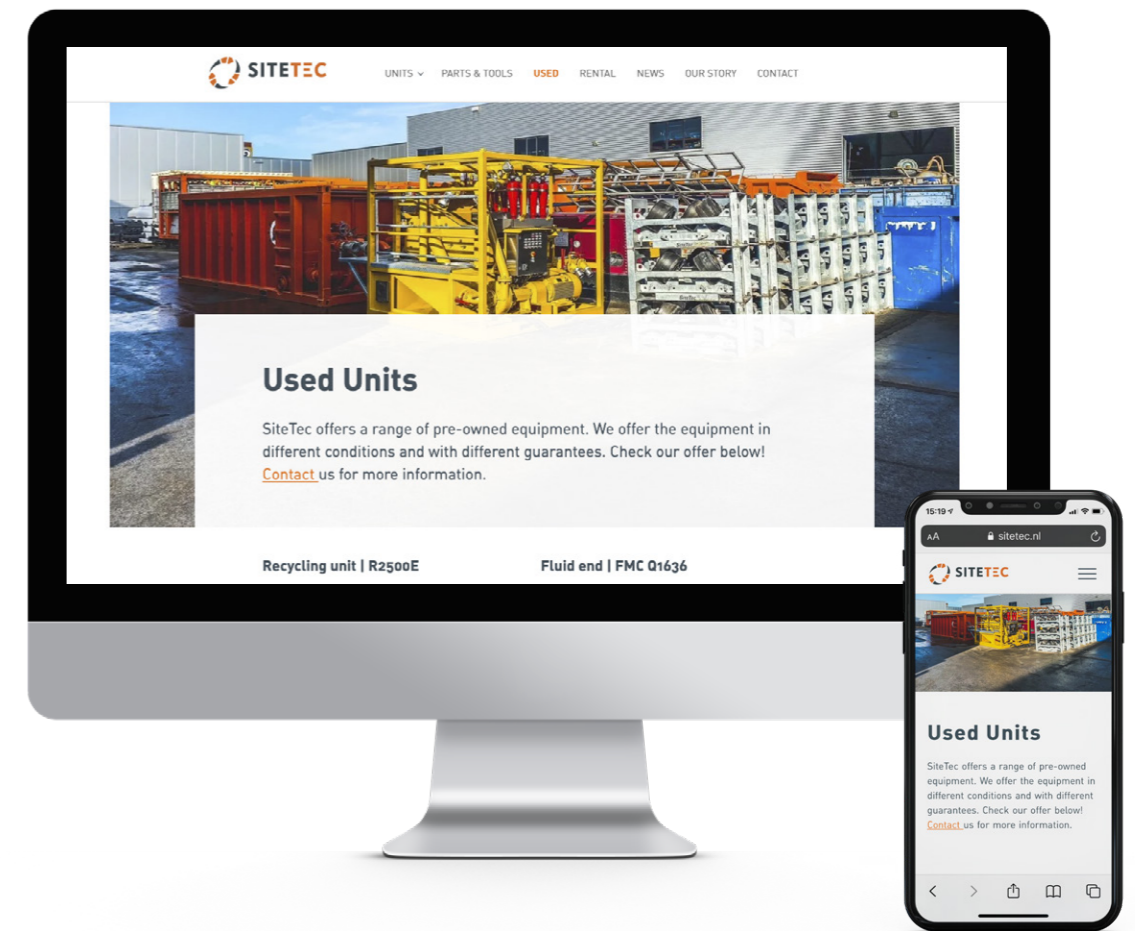 SITETEC
UNITS PARTS & TOOLS USED RENTAL NEWS OUR STORY CONTACT
Used Units
SiteTec offers a range of pre-owned equipment. We offer the equipment in
different conditions and with different guarantees. Check our offer below!
Contact us for more information.
Recycling unit | R2500E
Fluid end | FMC Q1636
15:19
AA sitetec.nl
SITETEC
Used Units
SiteTec offers a range of pre-owned
equipment. We offer the equipment in
different conditions and with different
guarantees. Check our offer below!
Contact us for more information.